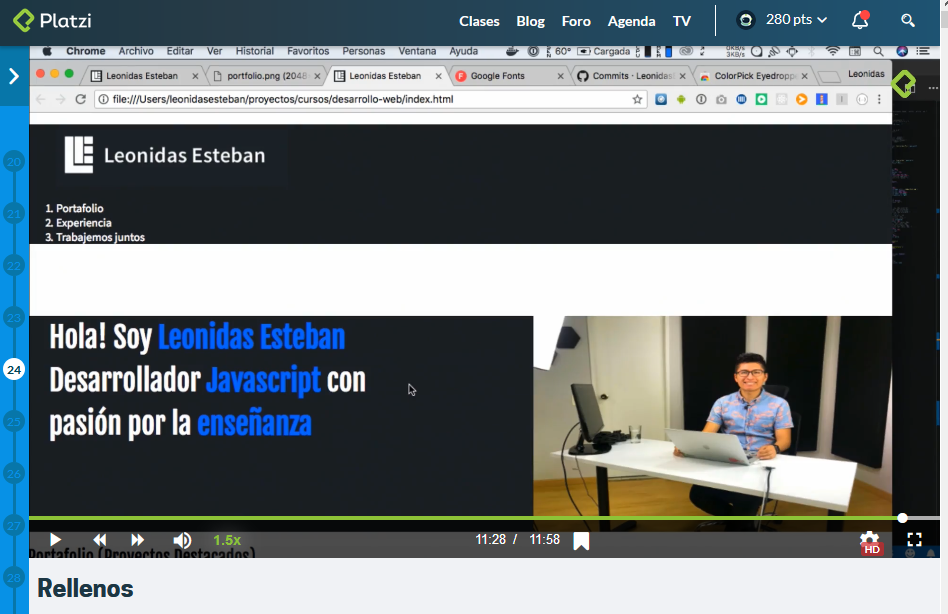 Platzi
Clases Blog Foro Agenda TV 280 pts
Chrome Archivo Editar Ver Historial Favoritos Personas Ventana Ayuda 60° Cargada
Leonidas Esteban portfolio.png (2048 Leonidas Esteban Google Fonts Commits · Leonidas ColorPick Eyedropp Leonidas
file:///Users/leonidasesteban/proyectos/cursos/desarrollo-web/index.html
Leonidas Esteban
1. Portafolio
2. Experiencia
3. Trabajemos juntos
Hola! Soy Leonidas Esteban
Desarrollador Javascript con
pasión por la enseñanza
20
21
22
23
24
25
26
27
28
1.5x 11:28 / 11:58 HD
Portafolio (Proyectos Destacados)
Rellenos